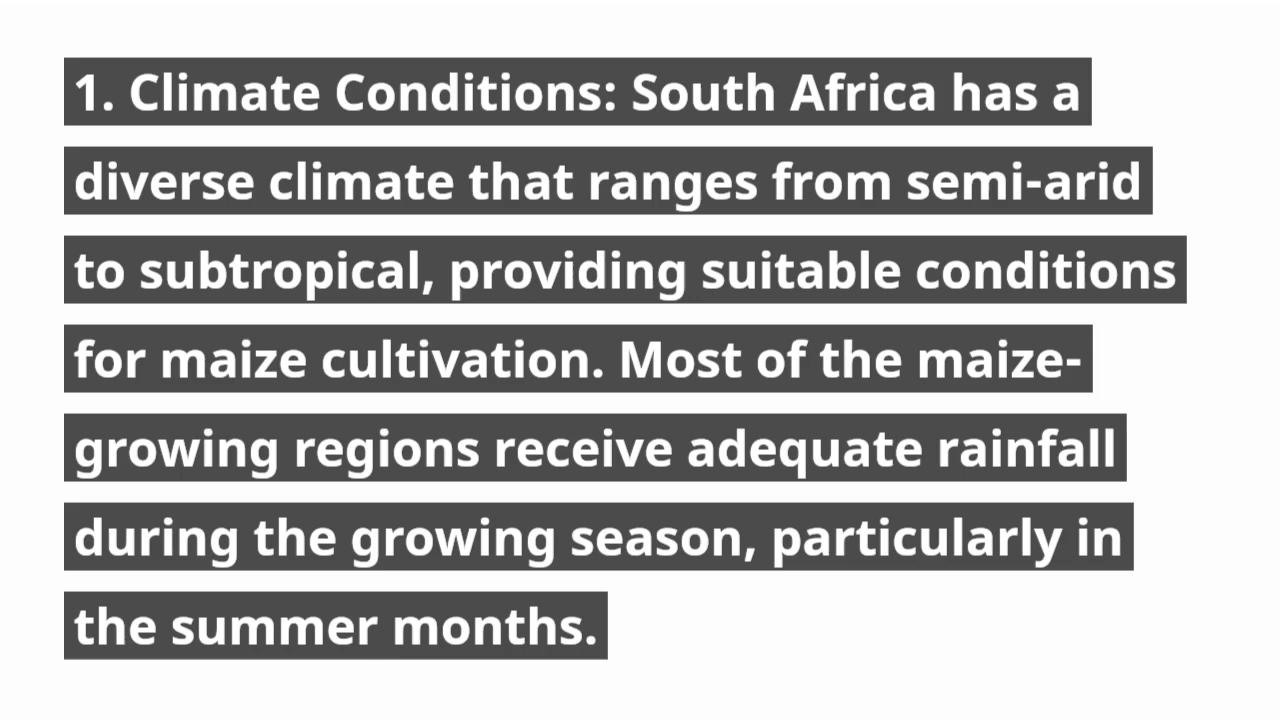 1. Climate Conditions: South Africa has a
diverse climate that ranges from semi-arid
to subtropical, providing suitable conditions
for maize cultivation. Most of the maize-
growing regions receive adequate rainfall
during the growing season, particularly in
the summer months.